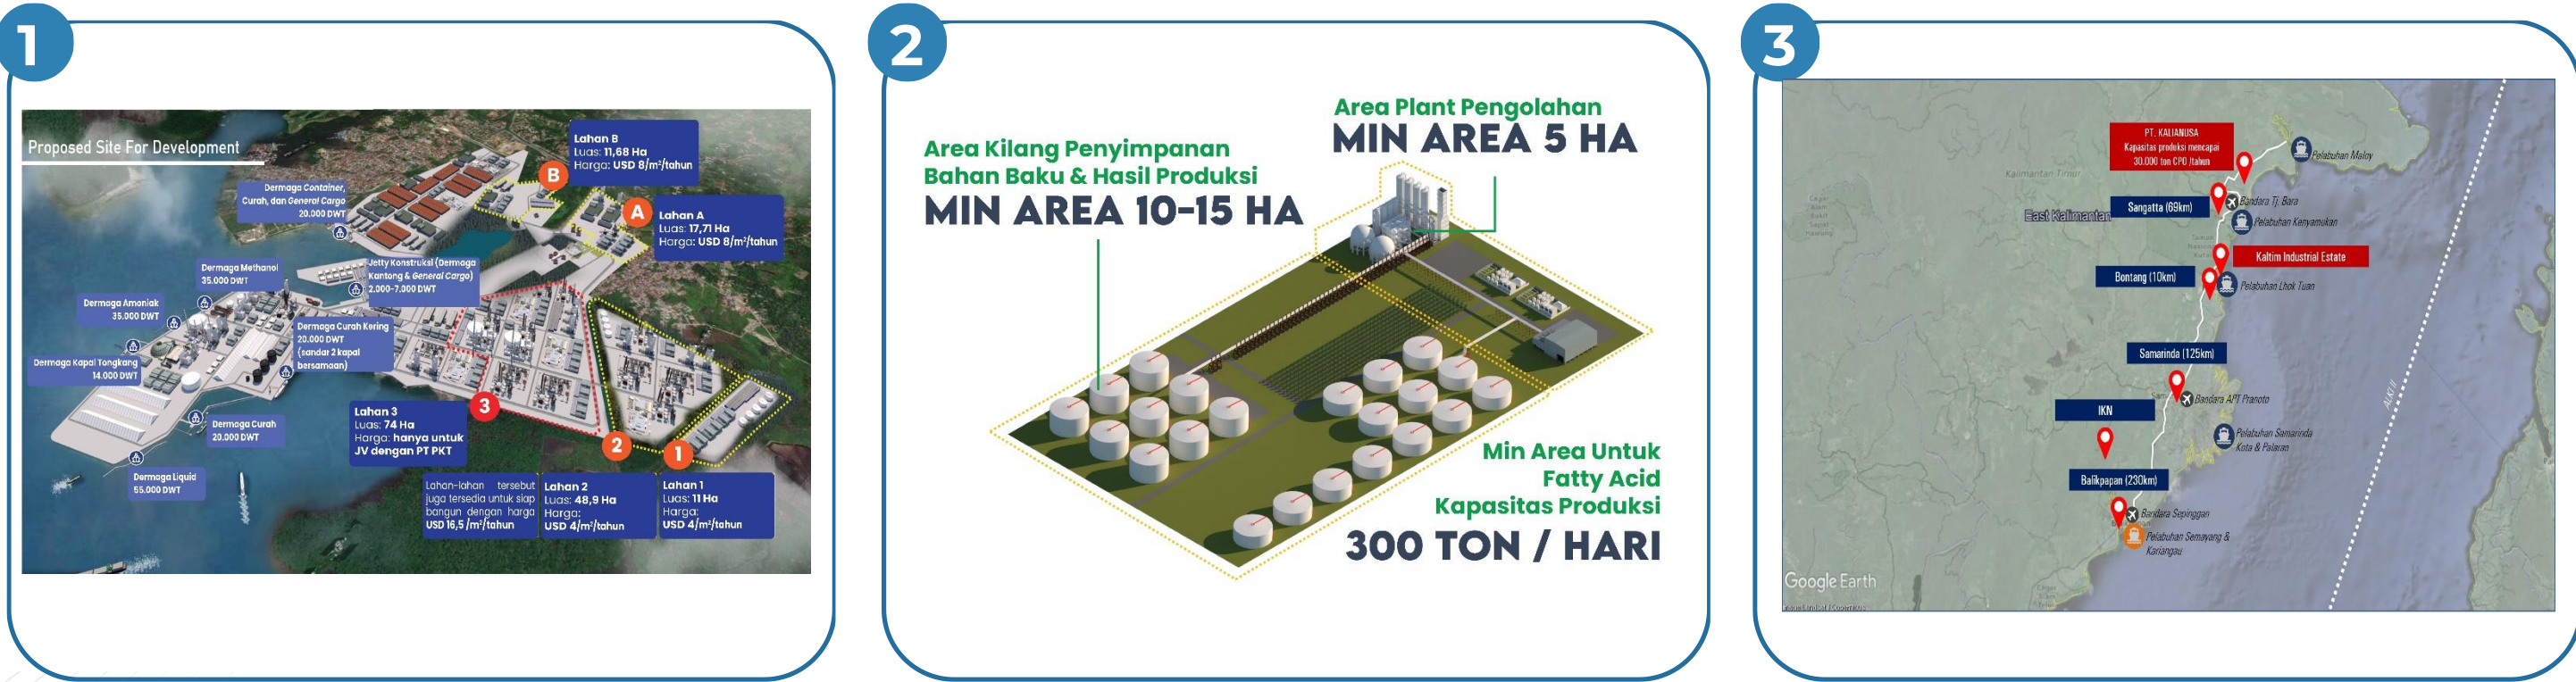 1
Proposed Site For Development
Lahan B
Luas: 11,68 Ha
Harga: USD 8/m²/tahun
B
A
Lahan A
Luas: 17,71 Ha
Harga: USD 8/m²/tahun
Dermaga Container,
Curah, dan General Cargo
20.000 DWT
Dermaga Methanol
35.000 DWT
Jetty Konstruksi (Dermaga
Kantong & General Cargo)
2.000-7.000 DWT
Dermaga Amoniak
35.000 DWT
Dermaga Curah Kering
20.000 DWT
(sandar 2 kapal
bersamaan)
Dermaga Kapal Tongkang
14.000 DWT
Dermaga Curah
20.000 DWT
Dermaga Liquid
55.000 DWT
3
Lahan 3
Luas: 74 Ha
Harga: hanya untuk
JV dengan PT PKT
2
1
Lahan-lahan tersebut
juga tersedia untuk siap
bangun dengan harga
USD 16,5 /m²/tahun
Lahan 2
Luas: 48,9 Ha
Harga:
USD 4/m²/tahun
Lahan 1
Luas: 11 Ha
Harga:
USD 4/m²/tahun
2
Area Kilang Penyimpanan
Bahan Baku & Hasil Produksi
MIN AREA 10-15 HA
Area Plant Pengolahan
MIN AREA 5 HA
Min Area Untuk
Fatty Acid
Kapasitas Produksi
300 TON / HARI
3
PT. KALIANUSA
Kapasitas produksi mencapai
30.000 ton CPO /tahun
Pelabuhan Maloy
Kalimantan Timur
Sangatta (69km)
Bandara Tj. Bara
East Kalimantan
Pelabuhan Kenyamukan
Kaltim Industrial Estate
Bontang (10km)
Pelabuhan Lhok Tuan
Samarinda (125km)
Bandara APT Pranoto
IKN
Pelabuhan Samarinda
Kota & Palaran
Balikpapan (230km)
Bandara Sepinggan
Pelabuhan Semayang &
Kariangau
ALKI II
Google Earth